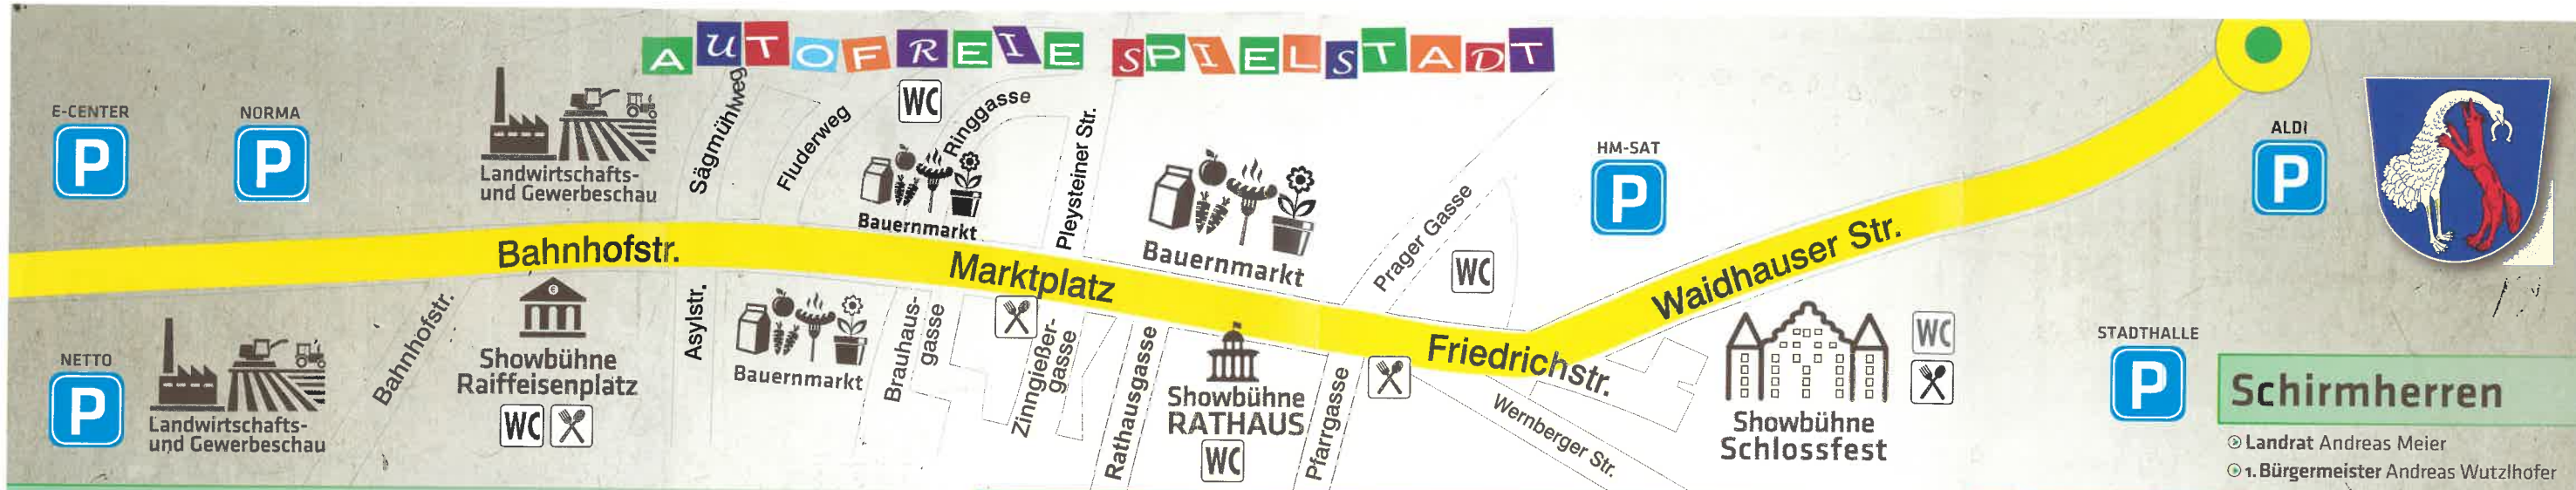 AUTOFREIE SPIELSTADT
E-CENTER
P
NORMA
P
Landwirtschafts-
und Gewerbeschau
Sägmühlweg
Fluderweg
WC
Ringgasse
Bauernmarkt
Pleysteiner Str.
Bauernmarkt
Prager Gasse
WC
HM-SAT
P
ALDI
P
Bahnhofstr.
Marktplatz
Friedrichstr.
Waidhauser Str.
NETTO
P
Landwirtschafts-
und Gewerbeschau
Bahnhofstr.
€
Showbühne
Raiffeisenplatz
WC
Asylstr.
Bauernmarkt
Brauhaus-
gasse
Zinngießer-
gasse
Rathausgasse
Showbühne
RATHAUS
WC
Pfarrgasse
Wernberger Str.
Showbühne
Schlossfest
WC
STADTHALLE
P
Schirmherren
Landrat Andreas Meier
1. Bürgermeister Andreas Wutzlhofer